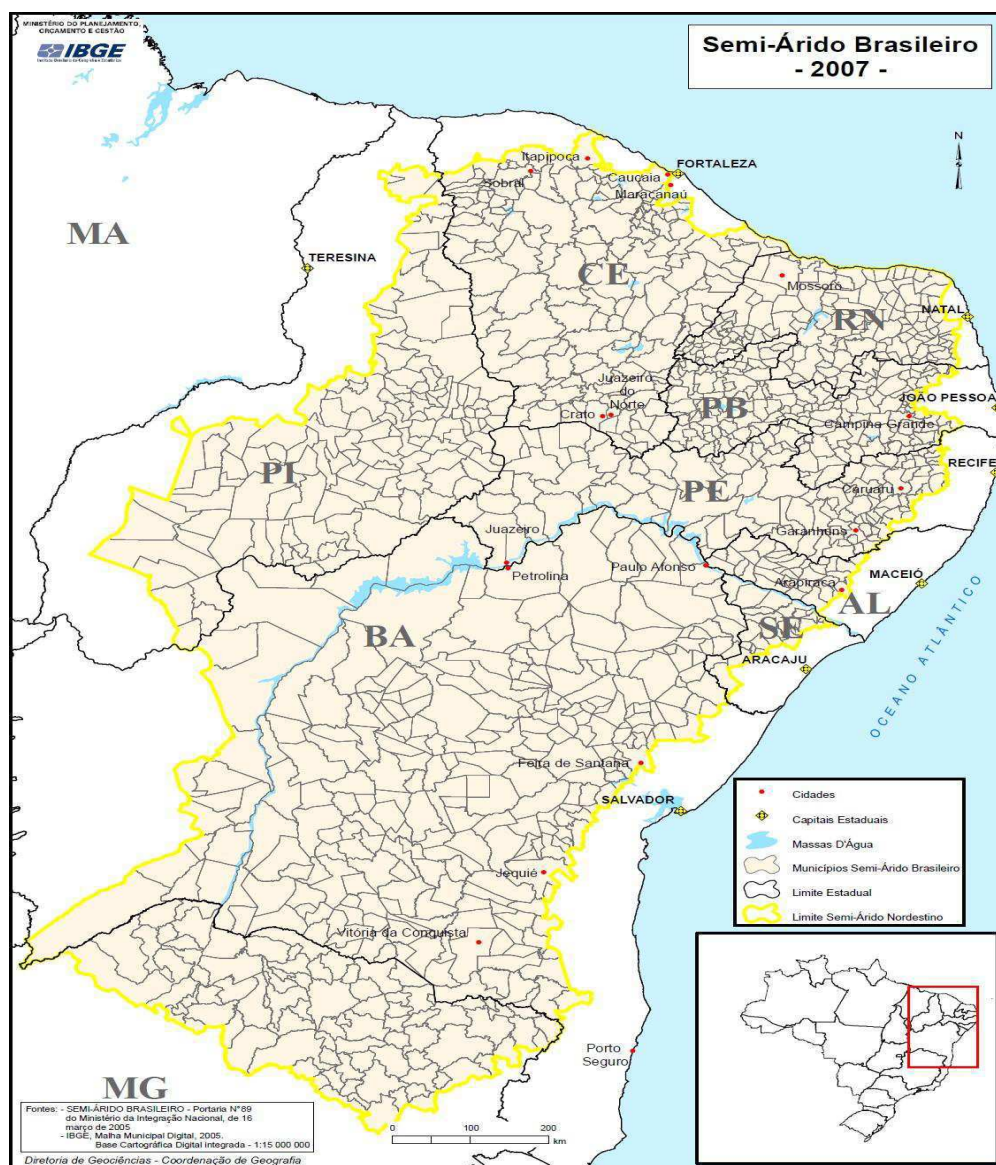 MINISTÉRIO DO PLANEJAMENTO,
ORÇAMENTO E GESTÃO
IBGE
Semi-Árido Brasileiro
- 2007 -
N
Itapipoca
Sobral
Caucaia
FORTALEZA
Maracanaú
MA
TERESINA
CE
Mossoró
RN
NATAL
Juazeiro
do
Norte
Crato
PB
JOÃO PESSOA
Campina Grande
RECIFE
PI
PE
Caruaru
Garanhuns
Juazeiro
Petrolina
Paulo Afonso
MACEIÓ
Arapiraca
AL
BA
SE
ARACAJU
OCEANO ATLÂNTICO
Feira de Santana
SALVADOR
Jequié
Vitória da Conquista
Porto
Seguro
MG
Cidades
Capitais Estaduais
Massas D'Água
Municípios Semi-Árido Brasileiro
Limite Estadual
Limite Semi-Árido Nordestino
Fontes: - SEMI-ÁRIDO BRASILEIRO - Portaria N°89
do Ministério da Integração Nacional, de 16
março de 2005
- IBGE, Malha Municipal Digital, 2005.
Base Cartográfica Digital integrada - 1:15 000 000
Diretoria de Geociências - Coordenação de Geografia
0 100 200
km